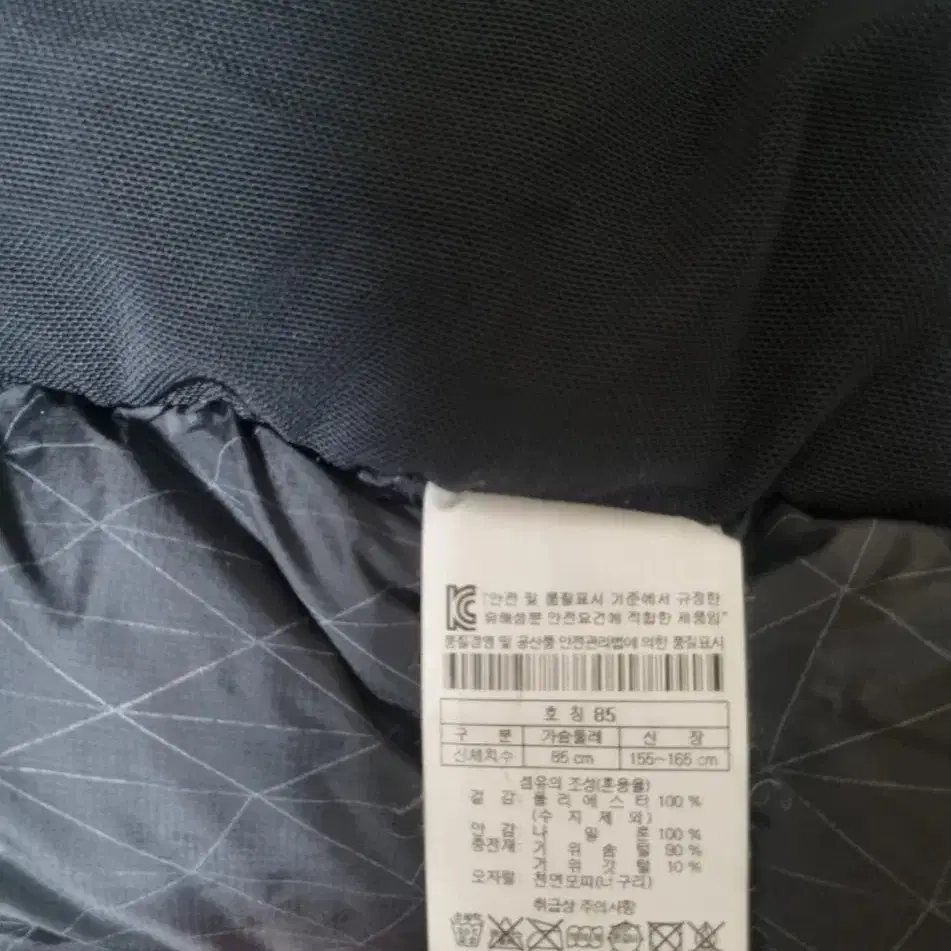 KC "안전 및 품질표시 기준에서 규정한
유해성분 안전요건에 적합한 제품임"
품질경영 및 공산품 안전관리법에 의한 품질표시
호 칭 85
구 분 가슴둘레 신 장
신체치수 85 cm 155~165 cm
섬유의 조성(혼용율)
겉 감: 폴 리 에 스 타 100 %
(수 지 제 외)
안 감: 나 일 론 100 %
충전재: 거 위 솜 털 90 %
거 위 깃 털 10 %
모자털: 천연모피(너구리)
취급상 주의사항